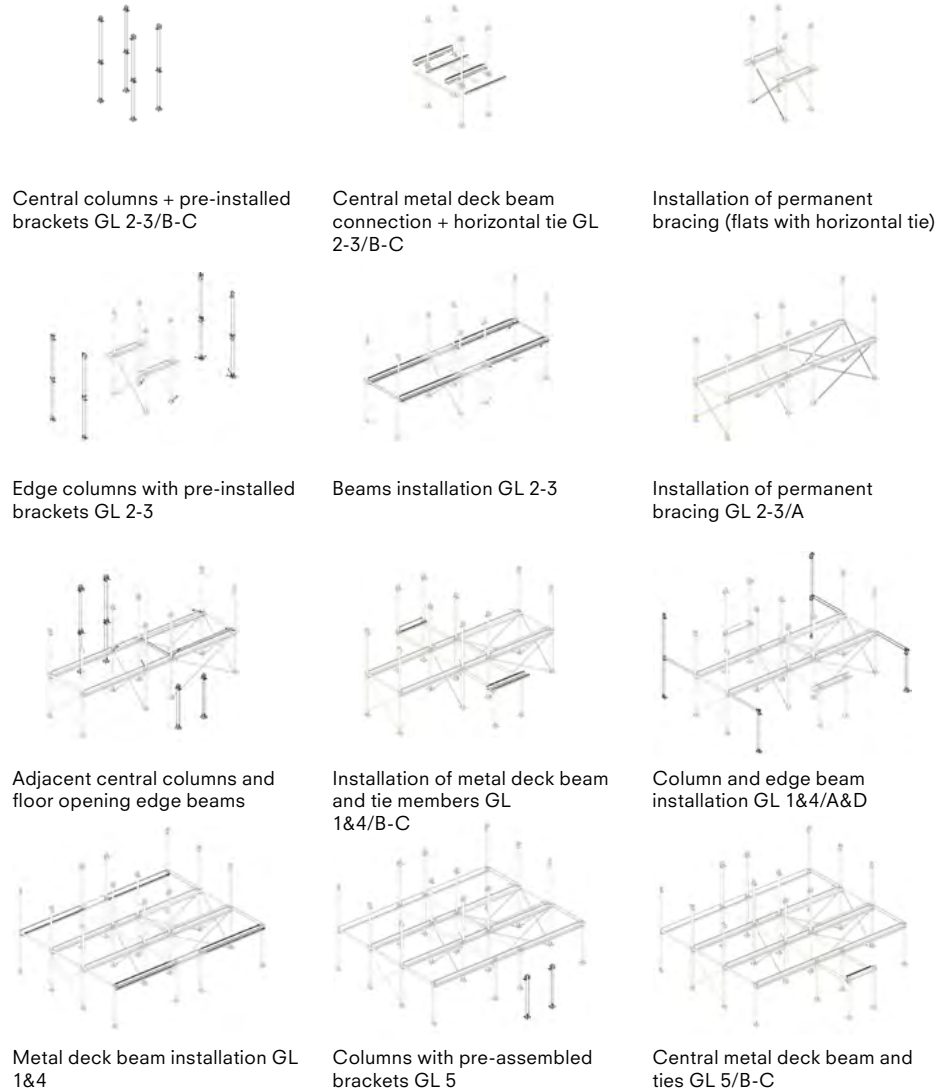 Central columns + pre-installed
brackets GL 2-3/B-C
Central metal deck beam
connection + horizontal tie GL
2-3/B-C
Installation of permanent
bracing (flats with horizontal tie)
Edge columns with pre-installed
brackets GL 2-3
Beams installation GL 2-3
Installation of permanent
bracing GL 2-3/A
Adjacent central columns and
floor opening edge beams
Installation of metal deck beam
and tie members GL
1&4/B-C
Column and edge beam
installation GL 1&4/A&D
Metal deck beam installation GL
1&4
Columns with pre-assembled
brackets GL 5
Central metal deck beam and
ties GL 5/B-C